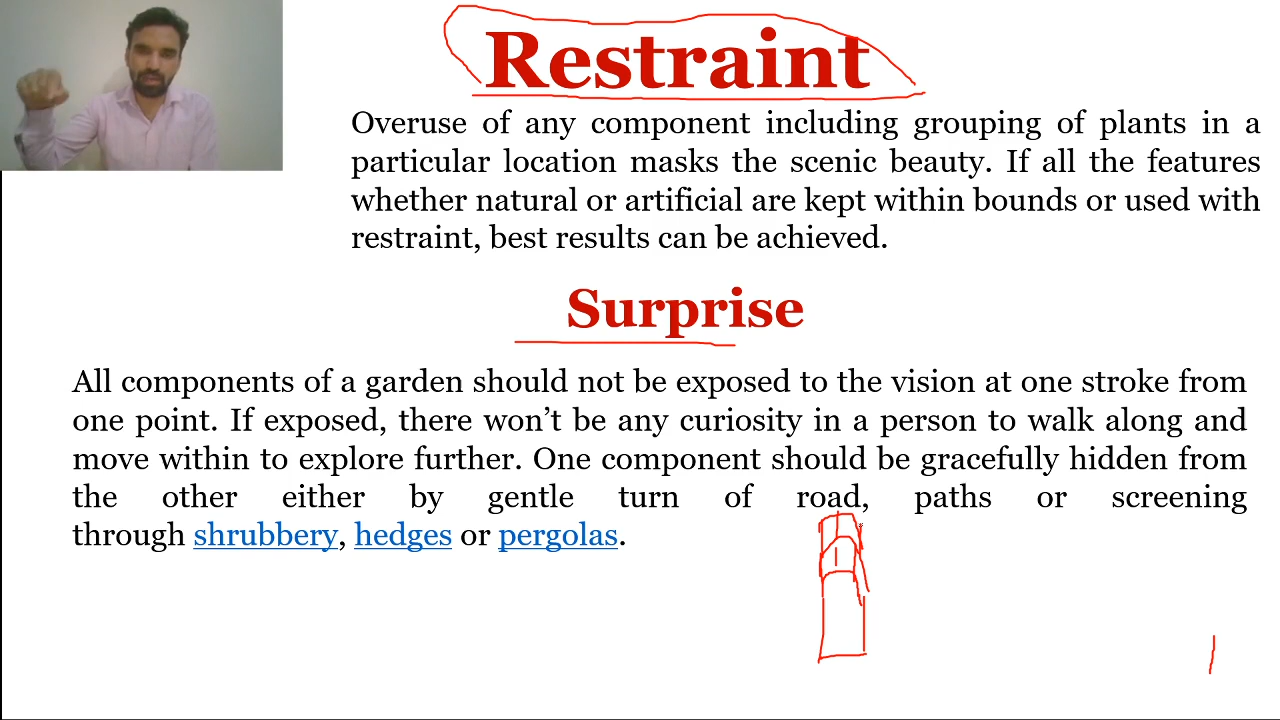 Restraint
Overuse of any component including grouping of plants in a
particular location masks the scenic beauty. If all the features
whether natural or artificial are kept within bounds or used with
restraint, best results can be achieved.
Surprise
All components of a garden should not be exposed to the vision at one stroke from
one point. If exposed, there won’t be any curiosity in a person to walk along and
move within to explore further. One component should be gracefully hidden from
the other either by gentle turn of road, paths or screening
through shrubbery, hedges or pergolas.